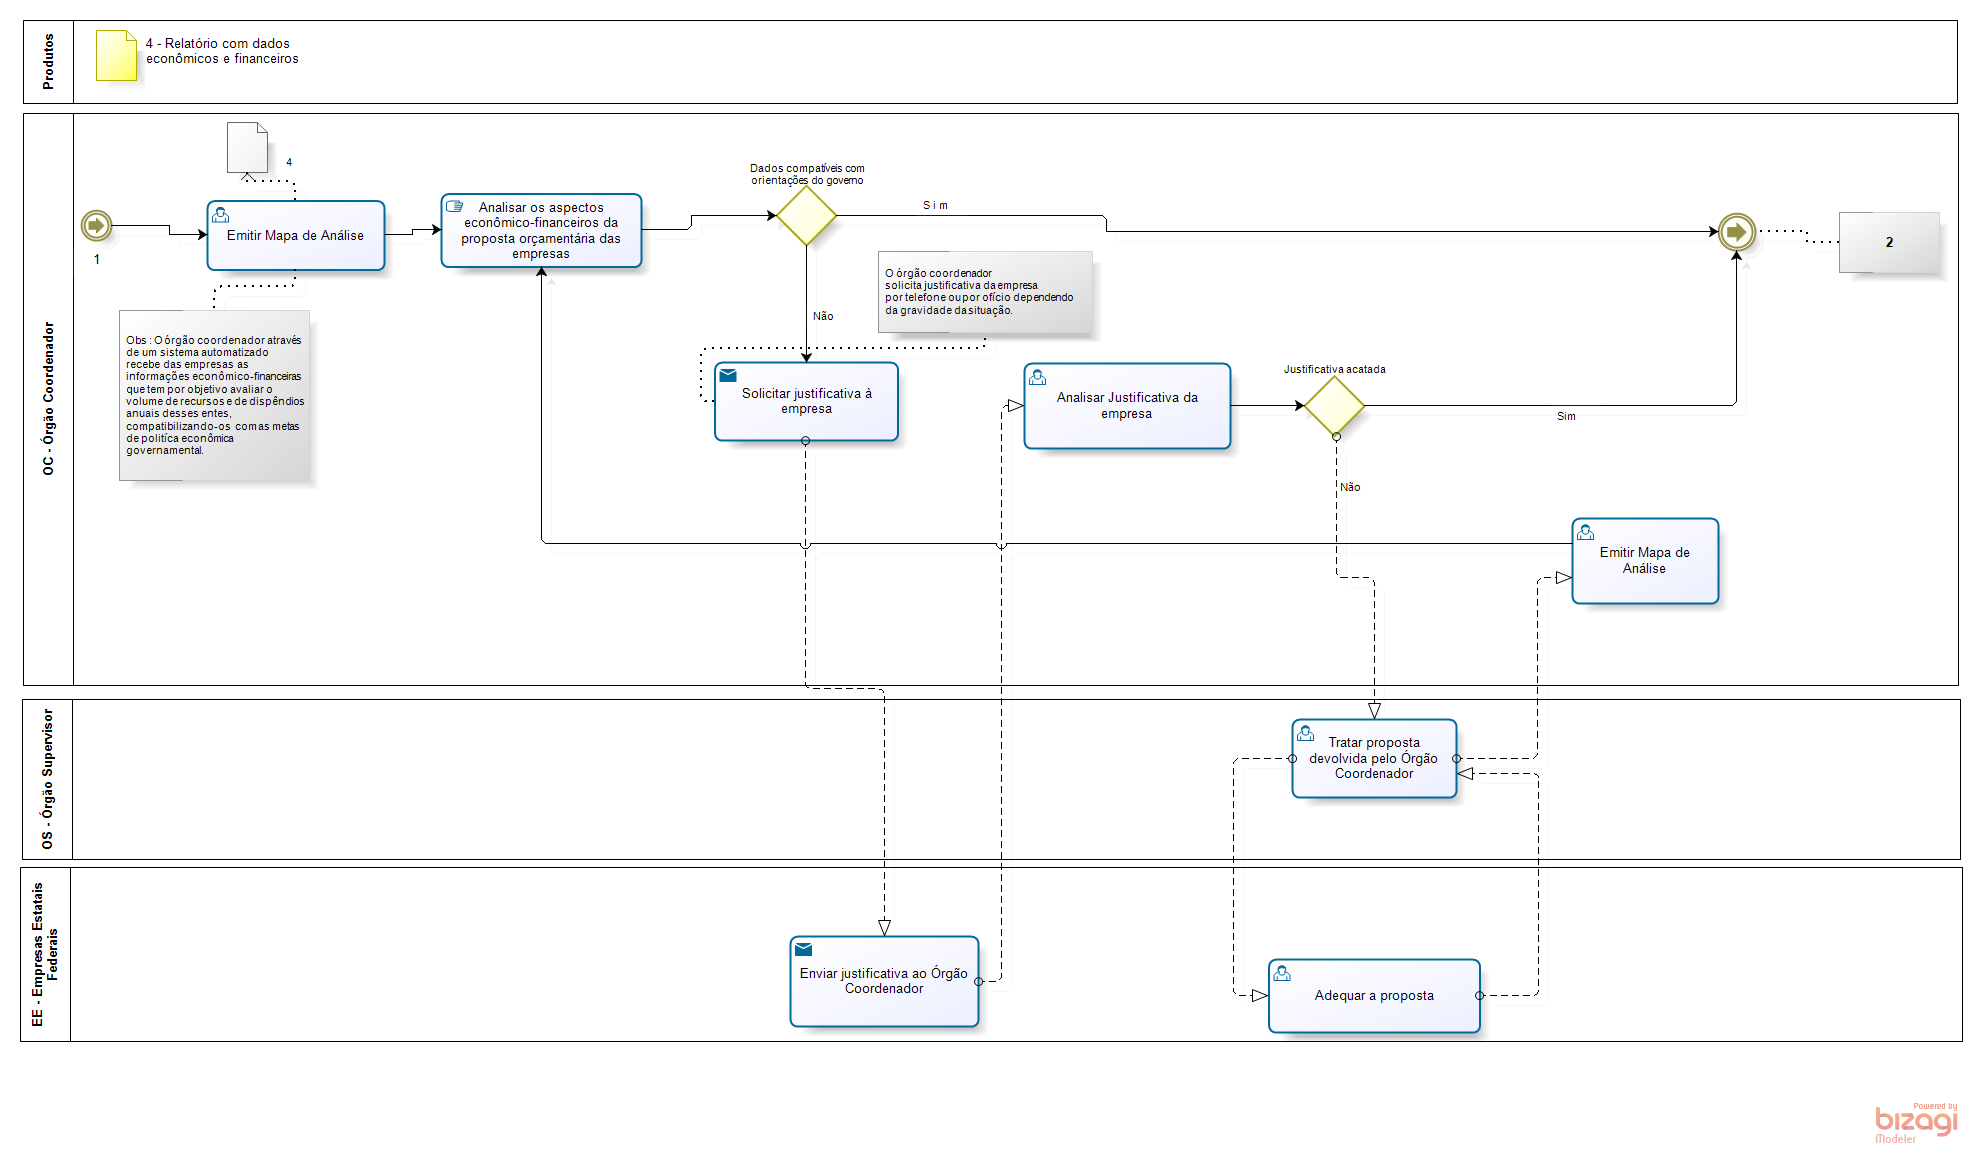 Produtos
4 - Relatório com dados
econômicos e financeiros
OC - Órgão Coordenador
4
1
Emitir Mapa de Análise
Analisar os aspectos
econômico-financeiros da
proposta orçamentária das
empresas
Dados compatíveis com
orientações do governo
Sim
2
O órgão coordenador
solicita justificativa da empresa
por telefone ou por ofício dependendo
da gravidade da situação.
Não
Obs : O órgão coordenador através
de um sistema automatizado
recebe das empresas as
informações econômico-financeiras
que tem por objetivo avaliar o
volume de recursos e de dispêndios
anuais desses entes,
compatibilizando-os com as metas
de politíca econômica
governamental.
Solicitar justificativa à
empresa
Analisar Justificativa da
empresa
Justificativa acatada
Sim
Não
Emitir Mapa de
Análise
OS - Órgão Supervisor
Tratar proposta
devolvida pelo Órgão
Coordenador
EE - Empresas Estatais
Federais
Enviar justificativa ao Órgão
Coordenador
Adequar a proposta
Powered by
bizagi
Modeler